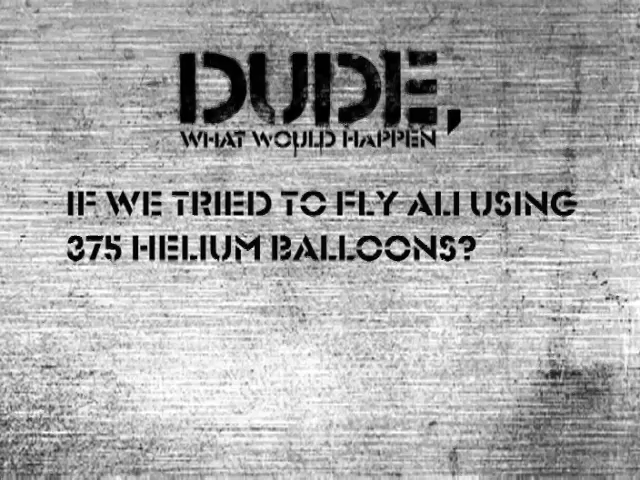 DUDE,
WHAT WOULD HAPPEN
IF WE TRIED TO FLY ALI USING
375 HELIUM BALLOONS?